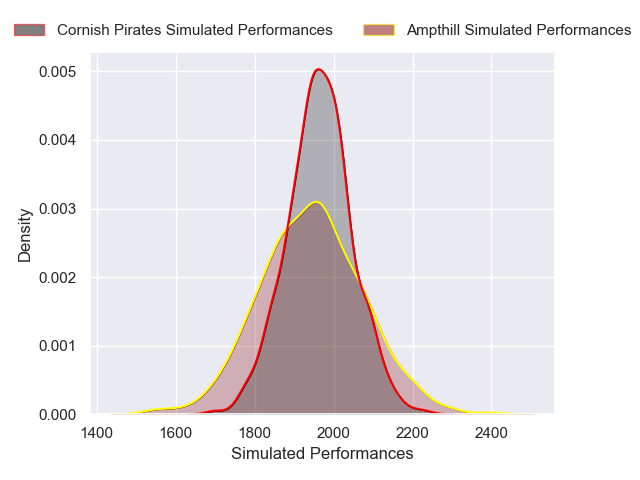 Cornish Pirates Simulated Performances Ampthill Simulated Performances
0.005
0.004
0.003
0.002
0.001
0.000
Density
1400 1600 1800 2000 2200 2400
Simulated Performances